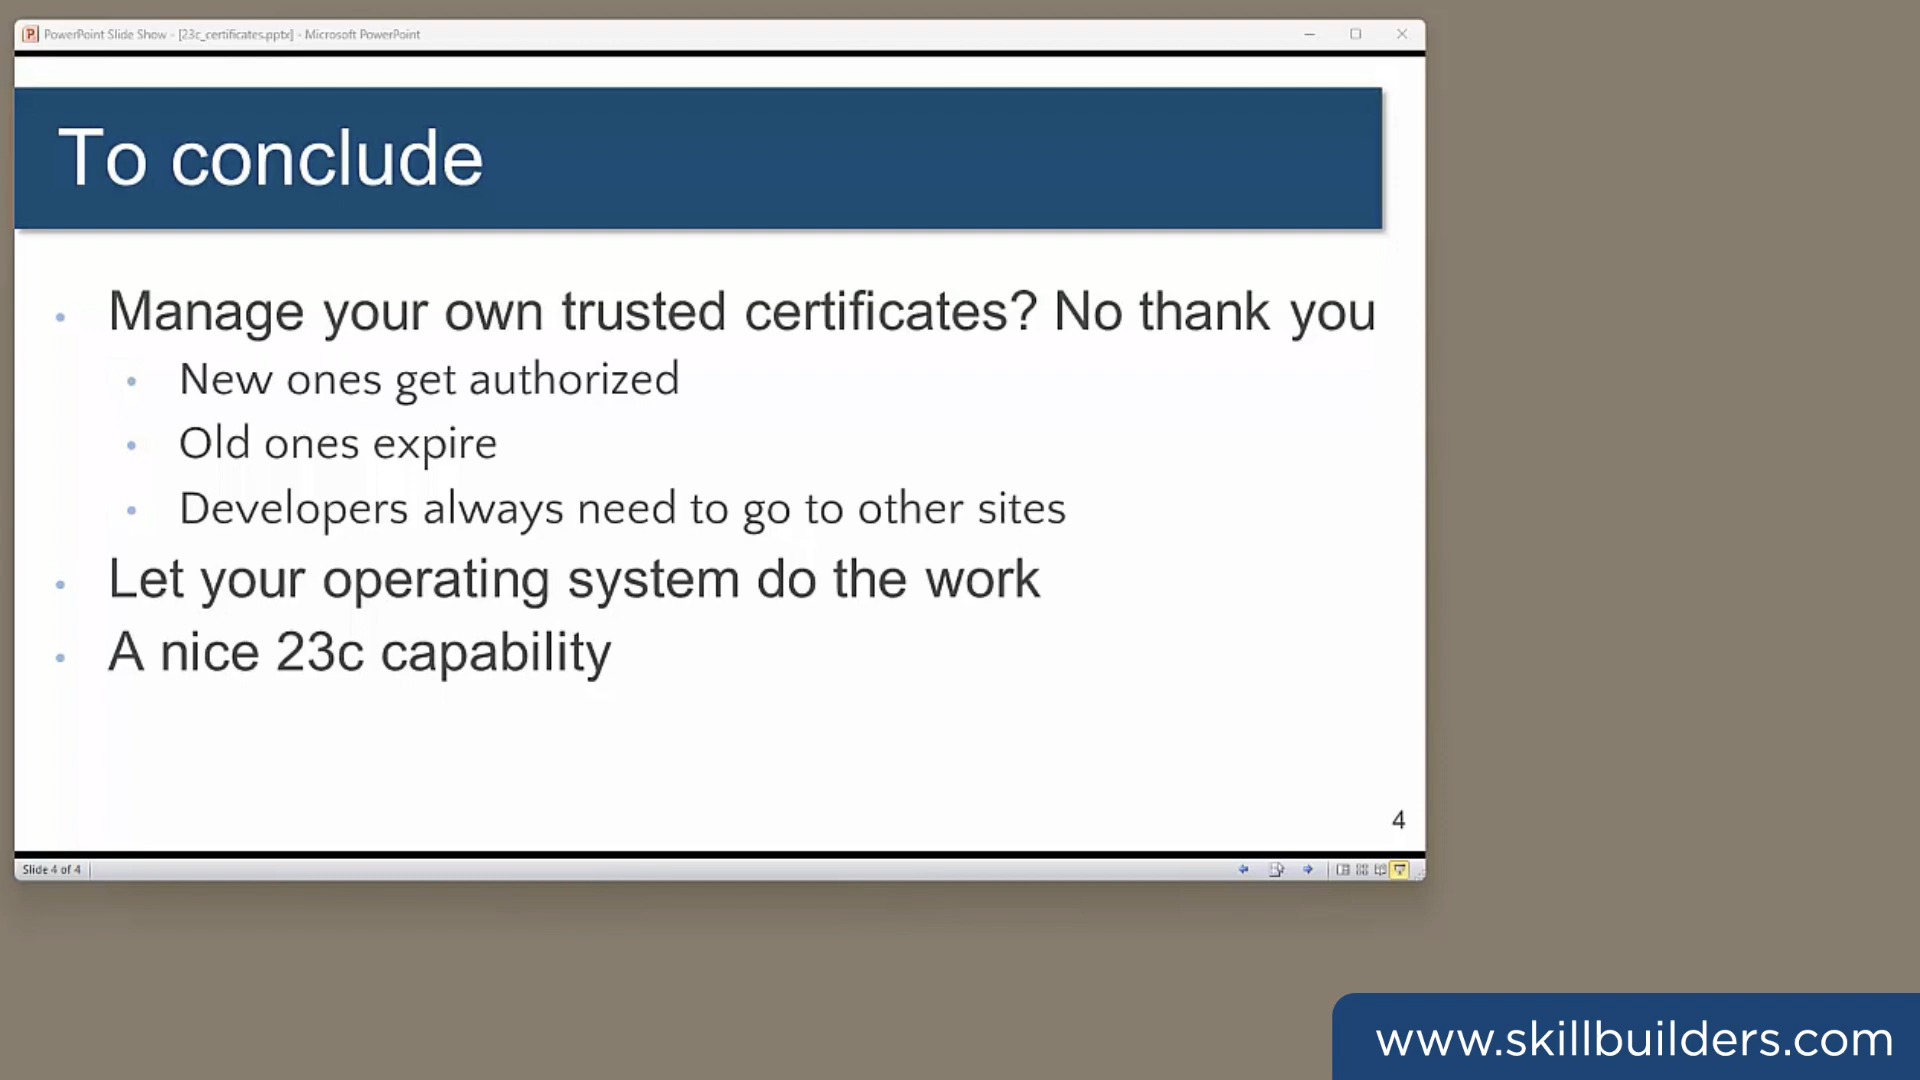 PowerPoint Slide Show - [23c_certificates.pptx] - Microsoft PowerPoint
To conclude
• Manage your own trusted certificates? No thank you
• New ones get authorized
• Old ones expire
• Developers always need to go to other sites
• Let your operating system do the work
• A nice 23c capability
4
Slide 4 of 4
www.skillbuilders.com